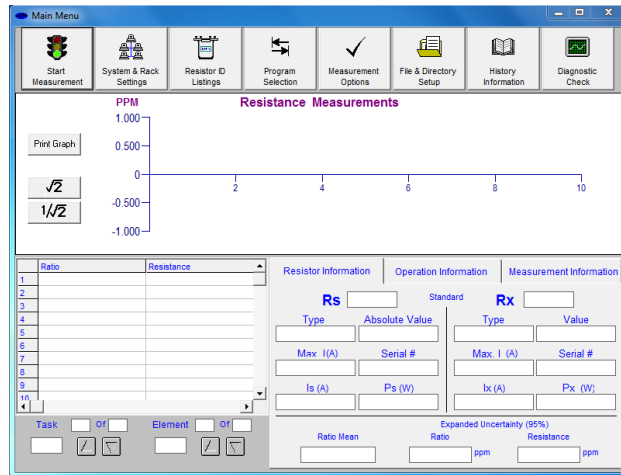 Main Menu
Start Measurement
System & Rack Settings
Resistor ID Listings
Program Selection
Measurement Options
File & Directory Setup
History Information
Diagnostic Check
PPM
Resistance Measurements
1.000
Print Graph
0.500
0
2 4 6 8 10
√2
-0.500
1/√2
-1.000
Ratio Resistance
1
2
3
4
5
6
7
8
9
10
Resistor Information
Operation Information
Measurement Information
Rs Standard Rx
Type Absolute Value Type Value
Max I(A) Serial # Max. I (A) Serial #
Is (A) Ps (W) Ix (A) Px (W)
Task Of Element Of
Expanded Uncertainty (95%)
Ratio Mean Ratio Resistance
ppm ppm